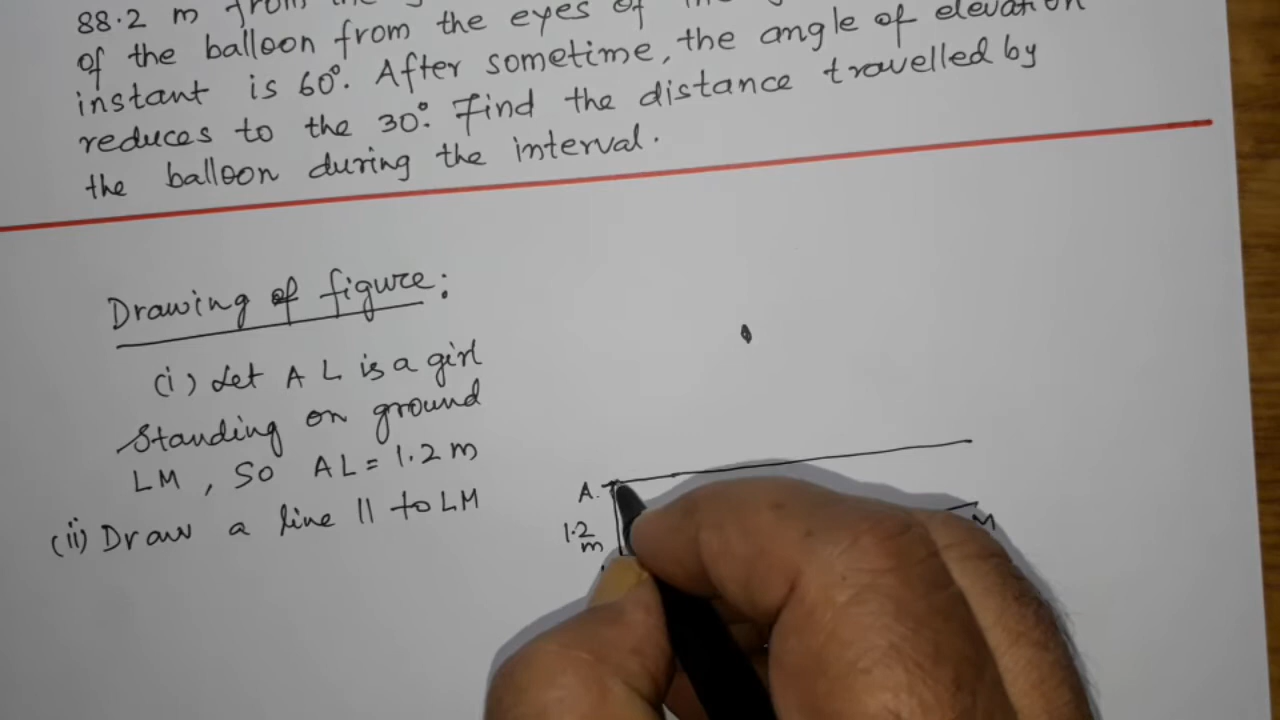 88.2 m from the
of the balloon from the eyes of
instant is 60°. After sometime, the angle of elevation
reduces to the 30°. Find the distance travelled by
the balloon during the interval.
Drawing of figure:
(i) Let A L is a girl
standing on ground
LM, So AL = 1.2 m
(ii) Draw a line || to LM
A.
1.2
m
M